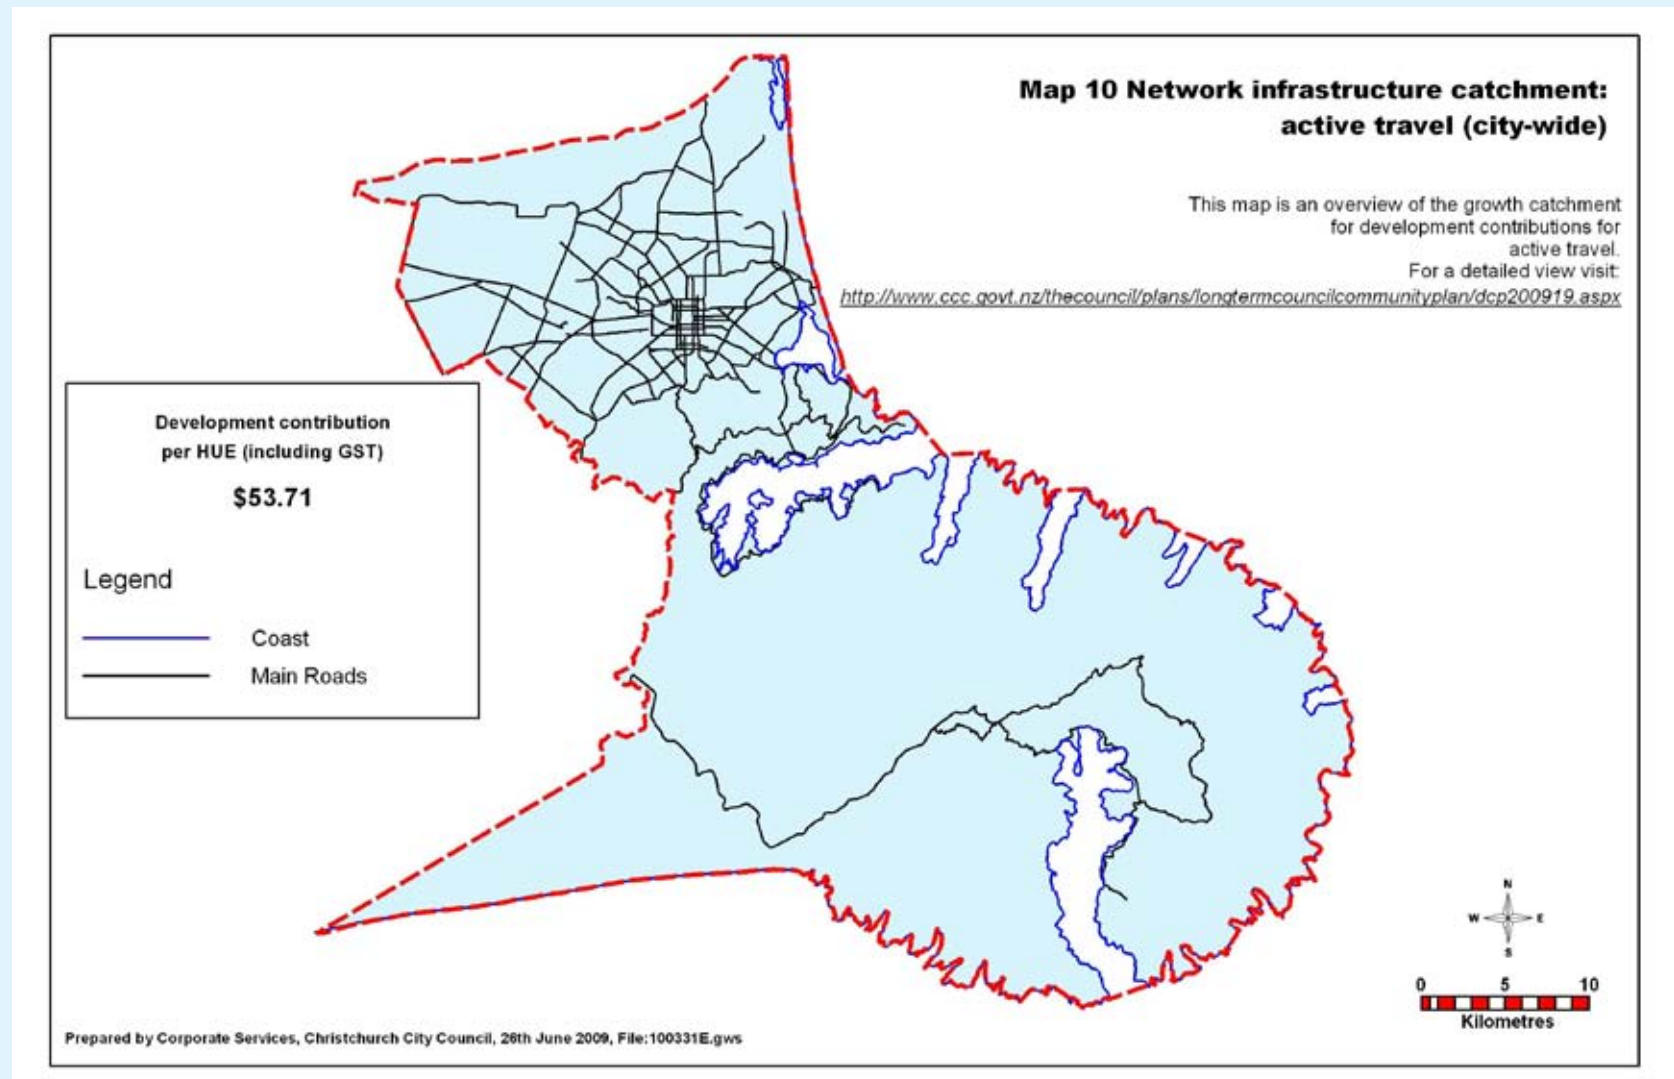 Map 10 Network infrastructure catchment:
active travel (city-wide)
This map is an overview of the growth catchment
for development contributions for
active travel.
For a detailed view visit:
http://www.ccc.govt.nz/thecouncil/plans/longtermcouncilcommunityplan/dcp200919.aspx
Development contribution
per HUE (including GST)
$53.71
Legend
Coast
Main Roads
N
W E
S
0 5 10
Kilometres
Prepared by Corporate Services, Christchurch City Council, 26th June 2009, File:100331E.gws